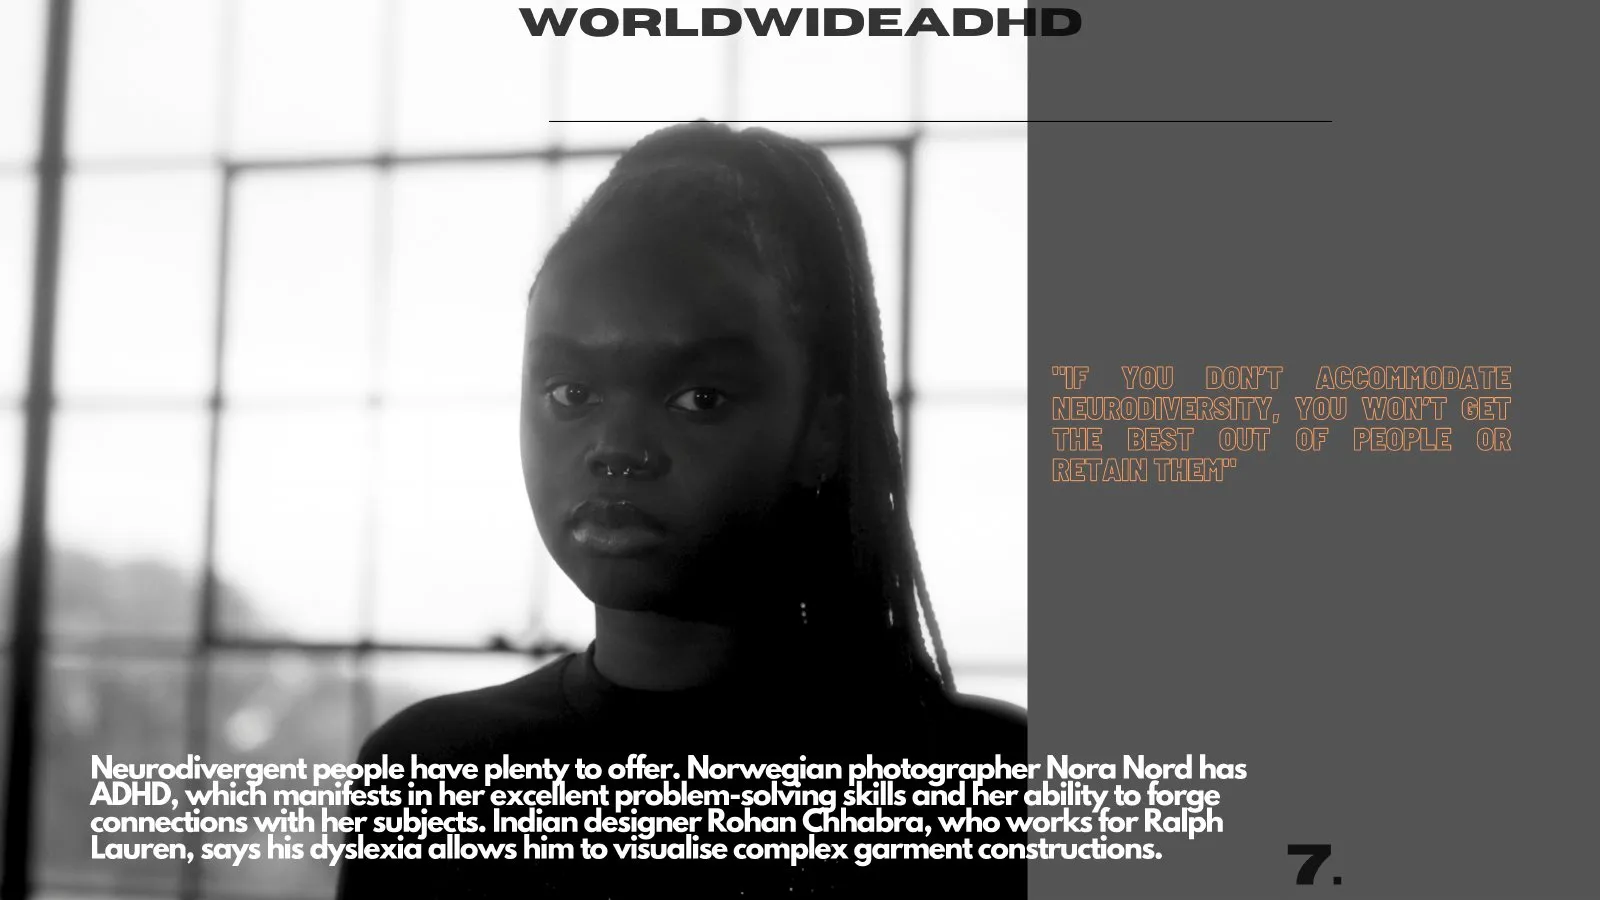 WORLDWIDEADHD
"IF YOU DON'T ACCOMMODATE
NEURODIVERSITY, YOU WON'T GET
THE BEST OUT OF PEOPLE OR
RETAIN THEM"
Neurodivergent people have plenty to offer. Norwegian photographer Nora Nord has
ADHD, which manifests in her excellent problem-solving skills and her ability to forge
connections with her subjects. Indian designer Rohan Chhabra, who works for Ralph
Lauren, says his dyslexia allows him to visualise complex garment constructions.
7.